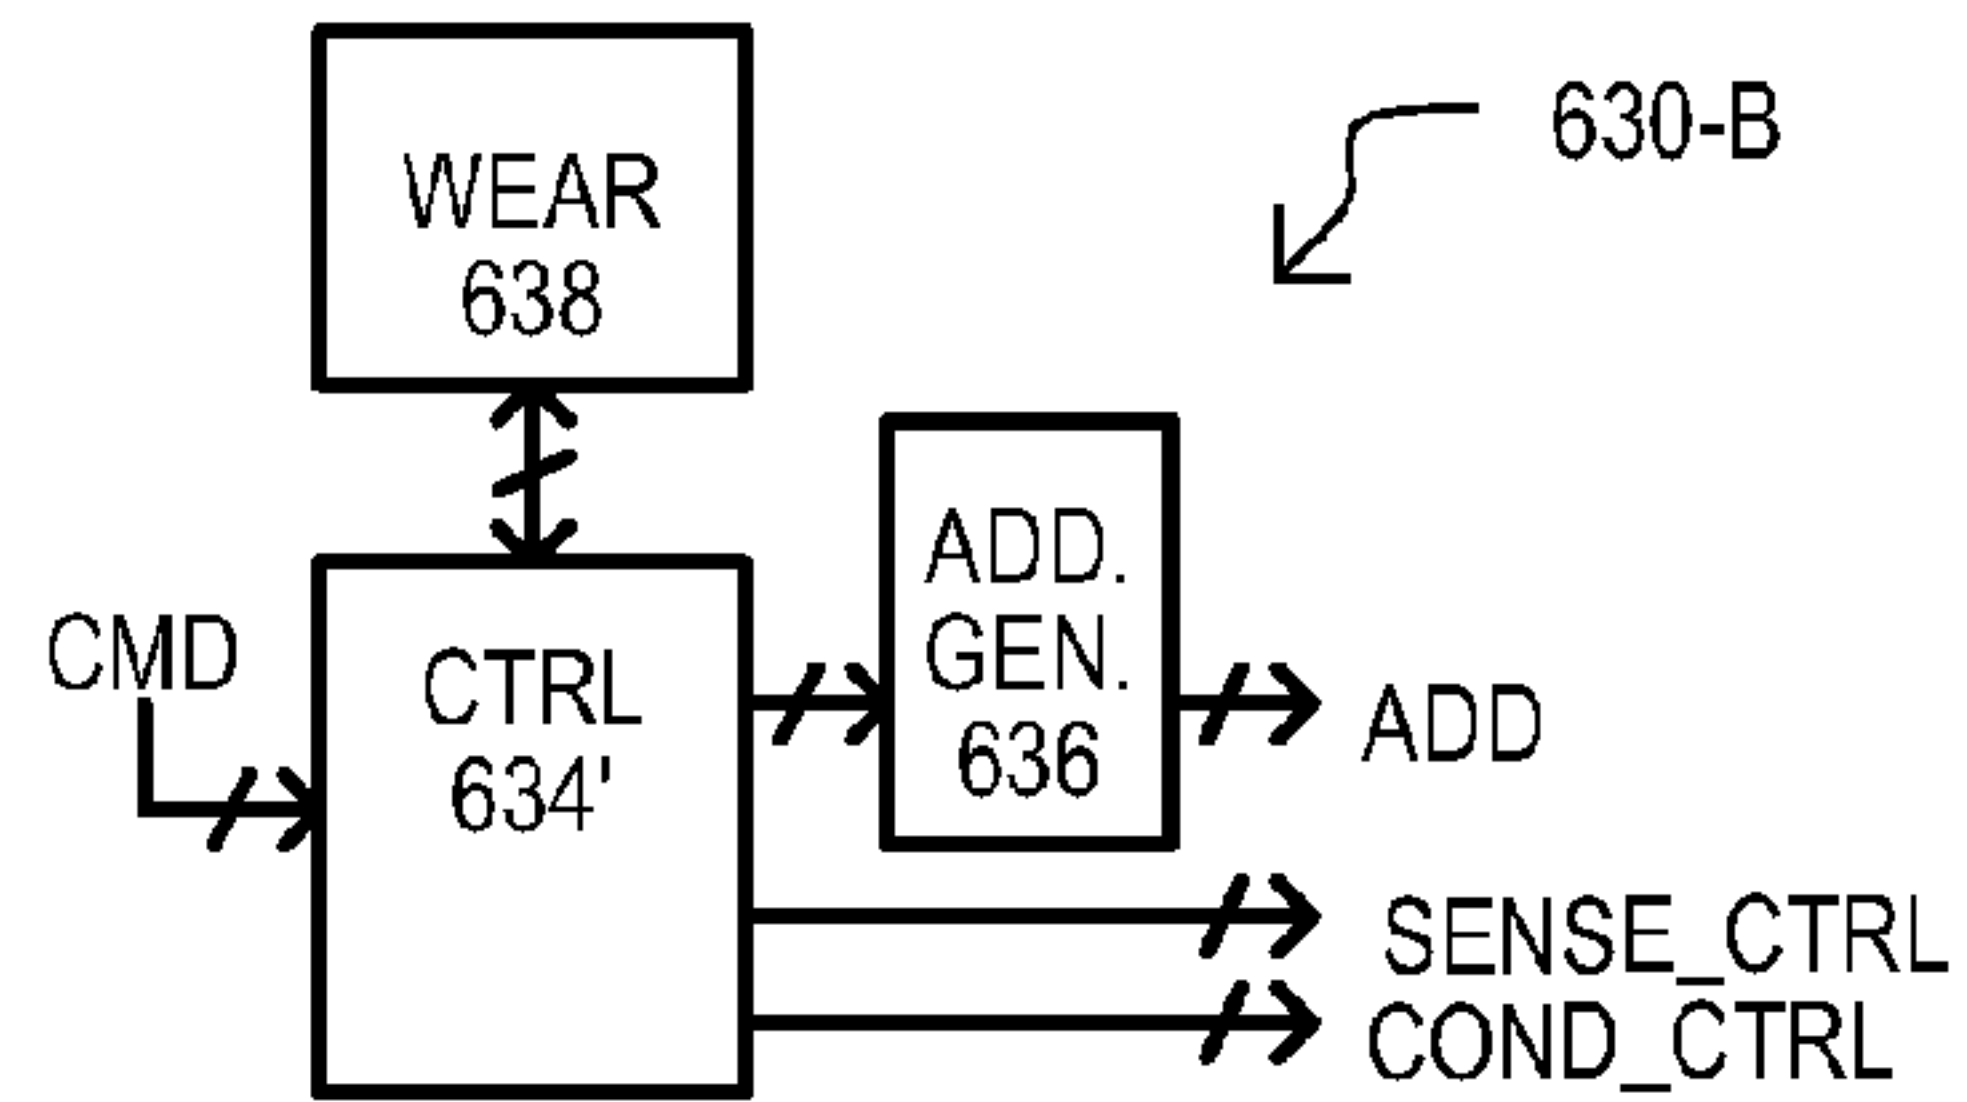 WEAR
638
630-B
ADD.
GEN.
636
CMD
CTRL
634'
ADD
SENSE_CTRL
COND_CTRL